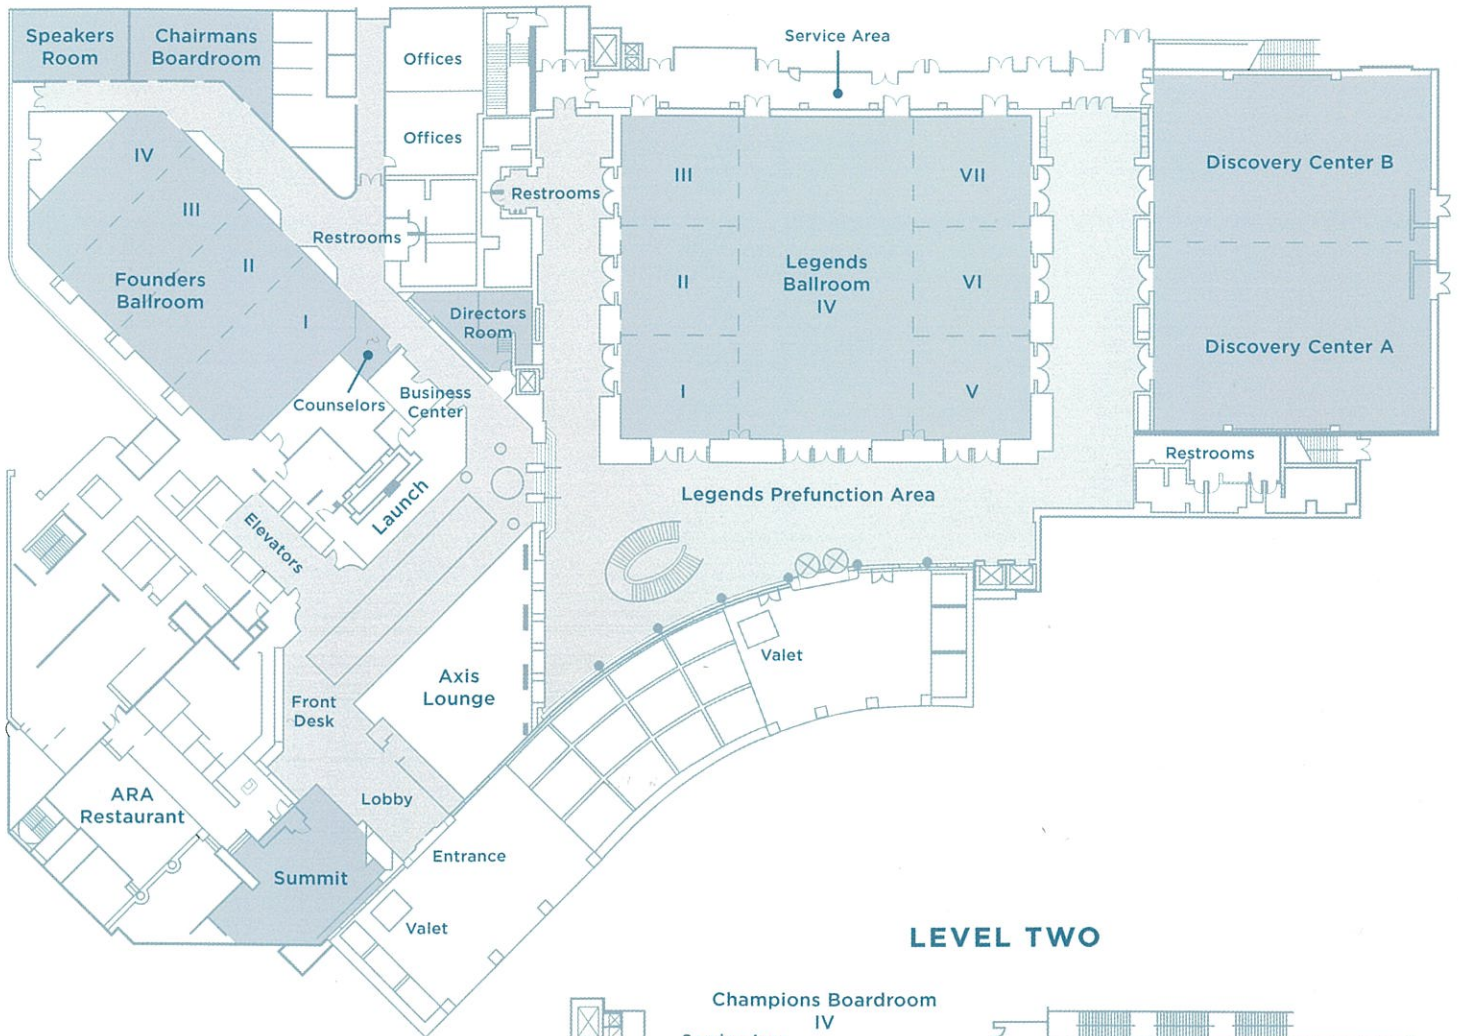 Speakers
Room
Chairmans
Boardroom
Offices
Offices
Service Area
IV
III
II
I
Founders
Ballroom
Restrooms
Restrooms
Directors
Room
Counselors
Business
Center
III
II
I
Legends
Ballroom
IV
VII
VI
V
Discovery Center B
Discovery Center A
Restrooms
Legends Prefunction Area
Launch
Elevators
Axis
Lounge
Front
Desk
Valet
ARA
Restaurant
Lobby
Summit
Entrance
Valet
LEVEL TWO
Champions Boardroom
IV